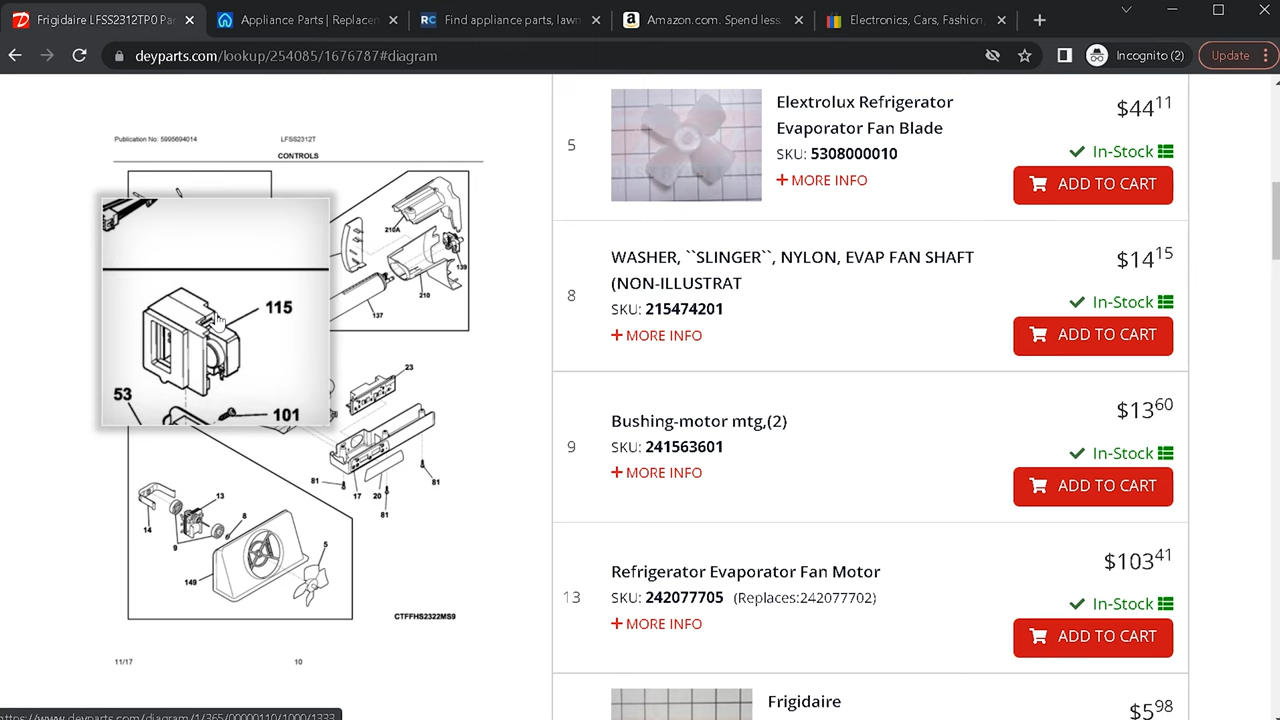 Frigidaire LFSS2312TP0 Pa
Appliance Parts | Replacen
Find appliance parts, lawn
Amazon.com. Spend less.
Electronics, Cars, Fashion,
deyparts.com/lookup/254085/1676787#diagram
Incognito (2)
Update
Publication No: 5995694014
LFSS2312T
CONTROLS
210A
139
210
137
115
53
101
23
81
17
20
81
81
13
14
9
8
5
149
CTFFHS2322MS9
11/17
10
5
Elextrolux Refrigerator
Evaporator Fan Blade
SKU: 5308000010
+ MORE INFO
$44 11
In-Stock
ADD TO CART
8
WASHER, ``SLINGER``, NYLON, EVAP FAN SHAFT
(NON-ILLUSTRAT
SKU: 215474201
+ MORE INFO
$14 15
In-Stock
ADD TO CART
9
Bushing-motor mtg,(2)
SKU: 241563601
+ MORE INFO
$13 60
In-Stock
ADD TO CART
13
Refrigerator Evaporator Fan Motor
SKU: 242077705 (Replaces:242077702)
+ MORE INFO
$103 41
In-Stock
ADD TO CART
Frigidaire
$5 98